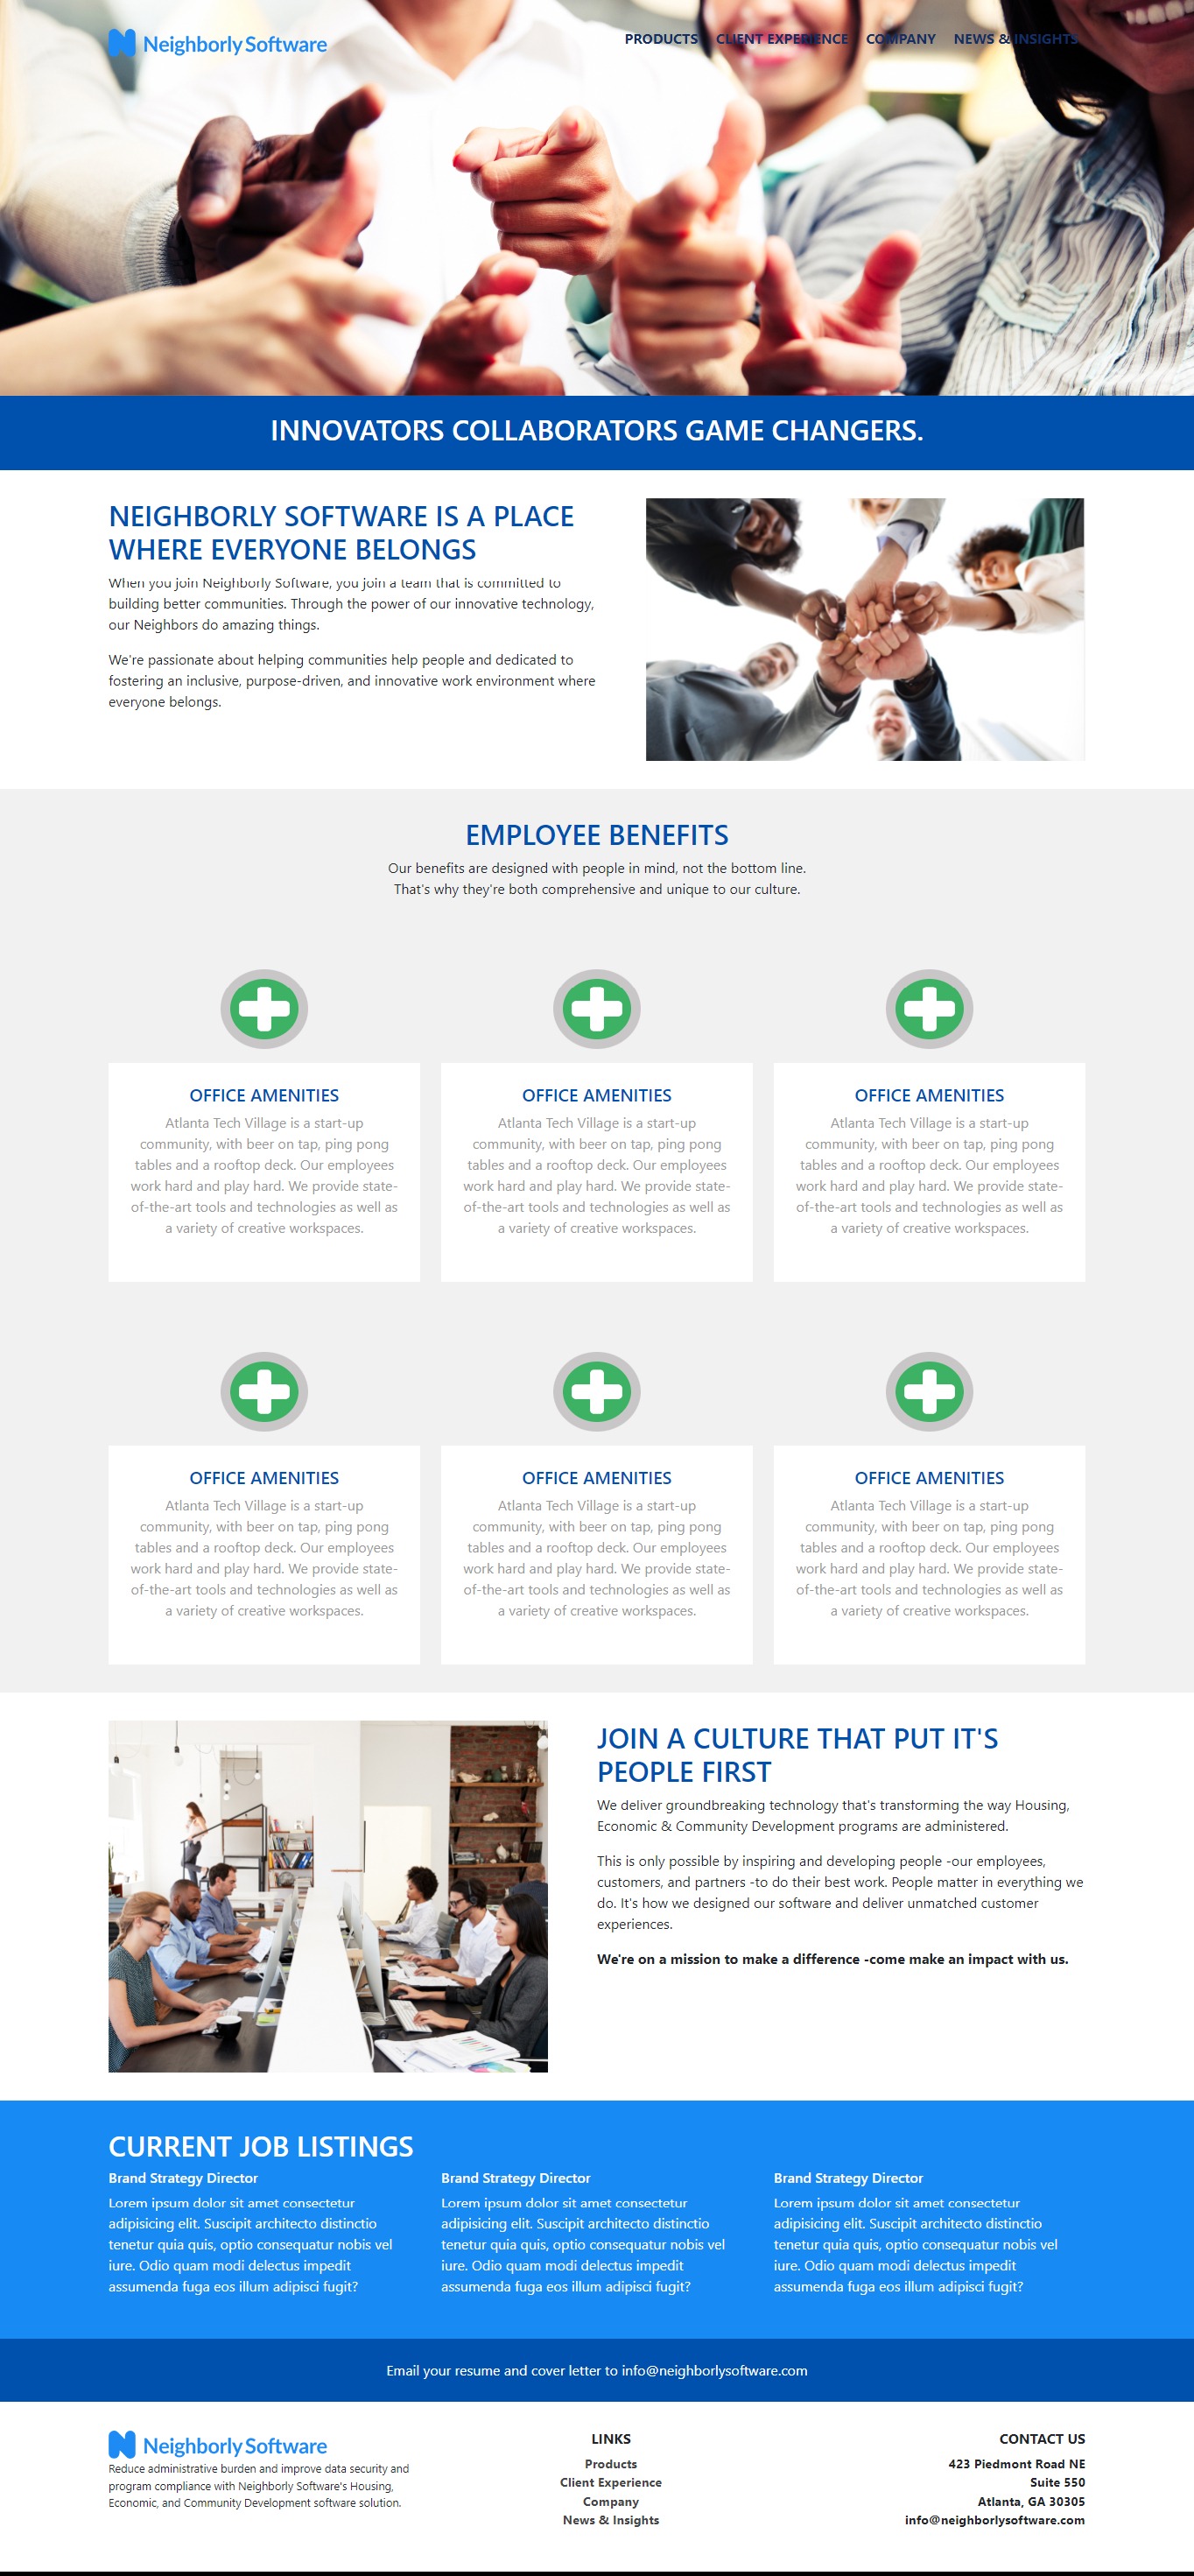 Neighborly Software
PRODUCTS CLIENT EXPERIENCE COMPANY NEWS & INSIGHTS
INNOVATORS COLLABORATORS GAME CHANGERS.
NEIGHBORLY SOFTWARE IS A PLACE
WHERE EVERYONE BELONGS
When you join Neighborly Software, you join a team that is committed to
building better communities. Through the power of our innovative technology,
our Neighbors do amazing things.
We're passionate about helping communities help people and dedicated to
fostering an inclusive, purpose-driven, and innovative work environment where
everyone belongs.
EMPLOYEE BENEFITS
Our benefits are designed with people in mind, not the bottom line.
That's why they're both comprehensive and unique to our culture.
OFFICE AMENITIES
Atlanta Tech Village is a start-up
community, with beer on tap, ping pong
tables and a rooftop deck. Our employees
work hard and play hard. We provide state-
of-the-art tools and technologies as well as
a variety of creative workspaces.
OFFICE AMENITIES
Atlanta Tech Village is a start-up
community, with beer on tap, ping pong
tables and a rooftop deck. Our employees
work hard and play hard. We provide state-
of-the-art tools and technologies as well as
a variety of creative workspaces.
OFFICE AMENITIES
Atlanta Tech Village is a start-up
community, with beer on tap, ping pong
tables and a rooftop deck. Our employees
work hard and play hard. We provide state-
of-the-art tools and technologies as well as
a variety of creative workspaces.
OFFICE AMENITIES
Atlanta Tech Village is a start-up
community, with beer on tap, ping pong
tables and a rooftop deck. Our employees
work hard and play hard. We provide state-
of-the-art tools and technologies as well as
a variety of creative workspaces.
OFFICE AMENITIES
Atlanta Tech Village is a start-up
community, with beer on tap, ping pong
tables and a rooftop deck. Our employees
work hard and play hard. We provide state-
of-the-art tools and technologies as well as
a variety of creative workspaces.
OFFICE AMENITIES
Atlanta Tech Village is a start-up
community, with beer on tap, ping pong
tables and a rooftop deck. Our employees
work hard and play hard. We provide state-
of-the-art tools and technologies as well as
a variety of creative workspaces.
JOIN A CULTURE THAT PUT IT'S
PEOPLE FIRST
We deliver groundbreaking technology that's transforming the way Housing,
Economic & Community Development programs are administered.
This is only possible by inspiring and developing people -our employees,
customers, and partners -to do their best work. People matter in everything we
do. It's how we designed our software and deliver unmatched customer
experiences.
We're on a mission to make a difference -come make an impact with us.
CURRENT JOB LISTINGS
Brand Strategy Director
Lorem ipsum dolor sit amet consectetur
adipisicing elit. Suscipit architecto distinctio
tenetur quia quis, optio consequatur nobis vel
iure. Odio quam modi delectus impedit
assumenda fuga eos illum adipisci fugit?
Brand Strategy Director
Lorem ipsum dolor sit amet consectetur
adipisicing elit. Suscipit architecto distinctio
tenetur quia quis, optio consequatur nobis vel
iure. Odio quam modi delectus impedit
assumenda fuga eos illum adipisci fugit?
Brand Strategy Director
Lorem ipsum dolor sit amet consectetur
adipisicing elit. Suscipit architecto distinctio
tenetur quia quis, optio consequatur nobis vel
iure. Odio quam modi delectus impedit
assumenda fuga eos illum adipisci fugit?
Email your resume and cover letter to info@neighborlysoftware.com
Neighborly Software
Reduce administrative burden and improve data security and
program compliance with Neighborly Software's Housing,
Economic, and Community Development software solution.
LINKS
Products
Client Experience
Company
News & Insights
CONTACT US
423 Piedmont Road NE
Suite 550
Atlanta, GA 30305
info@neighborlysoftware.com